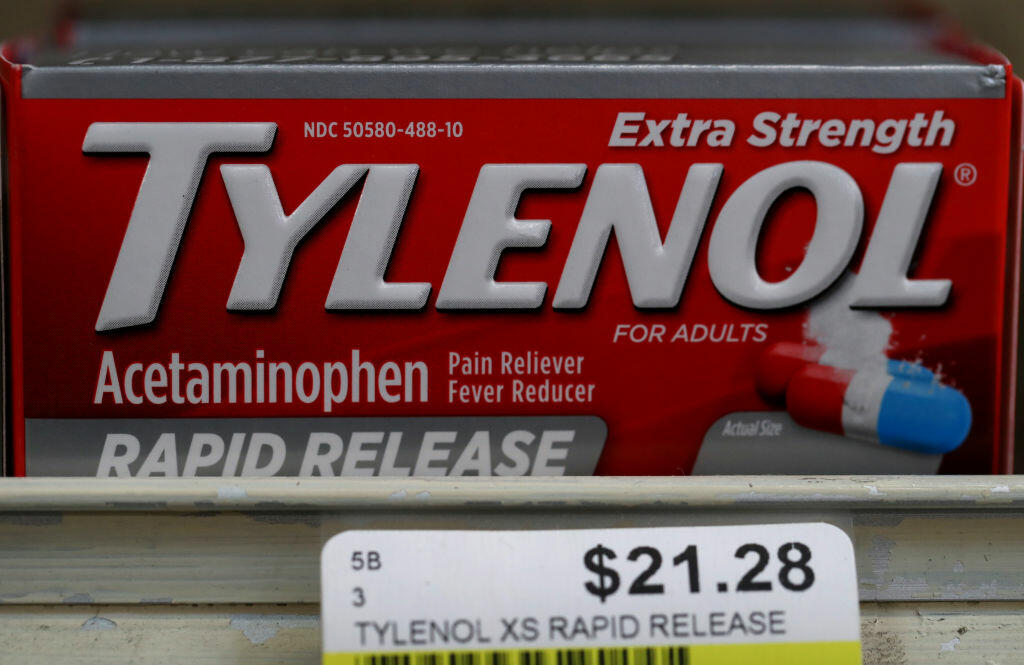 NDC 50580-488-10
Extra Strength
TYLENOL®
FOR ADULTS
Acetaminophen
Pain Reliever
Fever Reducer
Actual Size
RAPID RELEASE
5B
$21.28
3
TYLENOL XS RAPID RELEASE